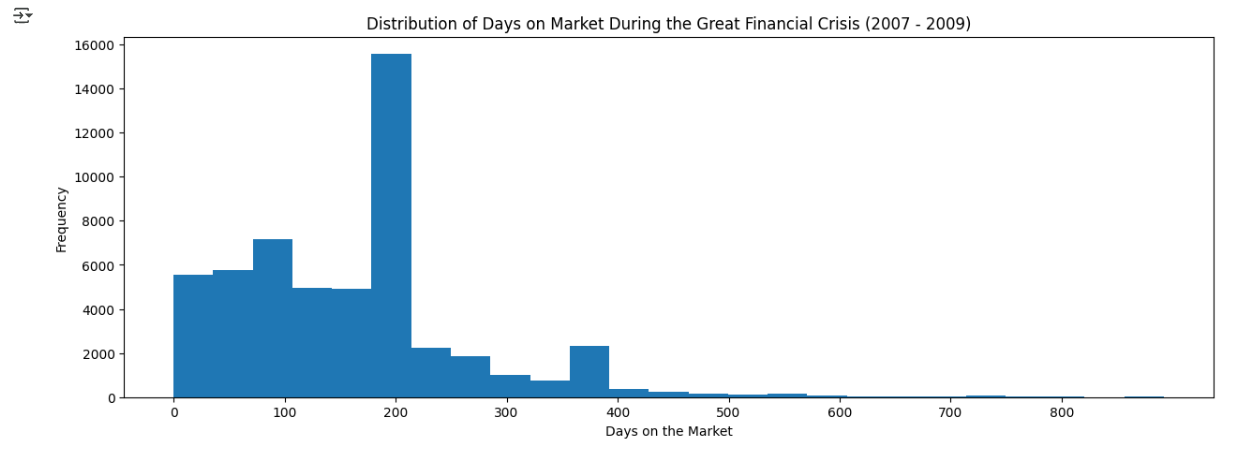 Distribution of Days on Market During the Great Financial Crisis (2007 - 2009)
16000
14000
12000
10000
8000
6000
4000
2000
0
Frequency
0 100 200 300 400 500 600 700 800
Days on the Market